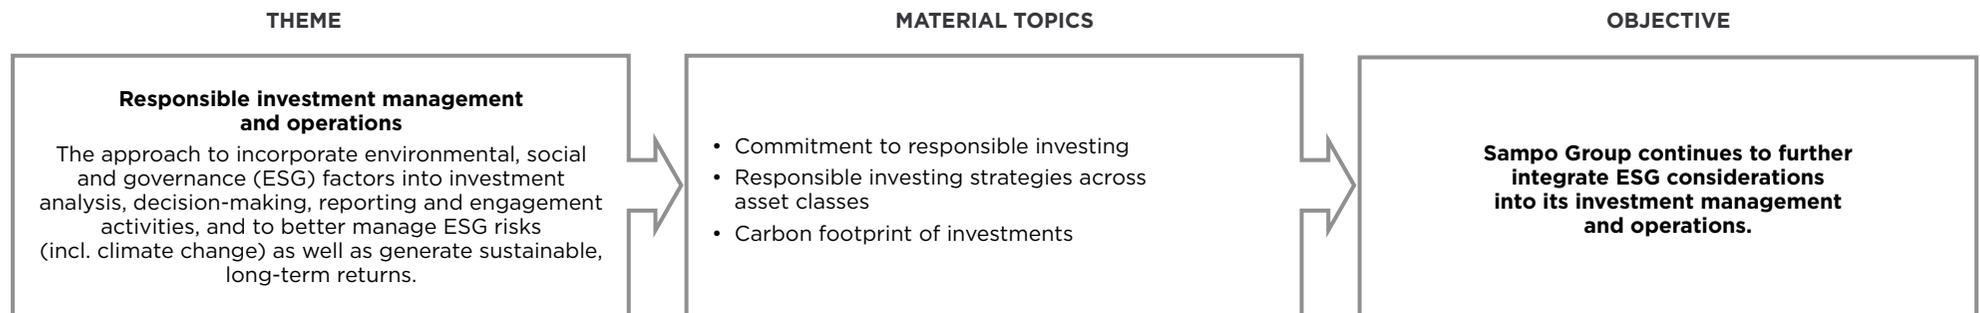 THEME
Responsible investment management
and operations
The approach to incorporate environmental, social
and governance (ESG) factors into investment
analysis, decision-making, reporting and engagement
activities, and to better manage ESG risks
(incl. climate change) as well as generate sustainable,
long-term returns.
MATERIAL TOPICS
• Commitment to responsible investing
• Responsible investing strategies across
asset classes
• Carbon footprint of investments
OBJECTIVE
Sampo Group continues to further
integrate ESG considerations
into its investment management
and operations.